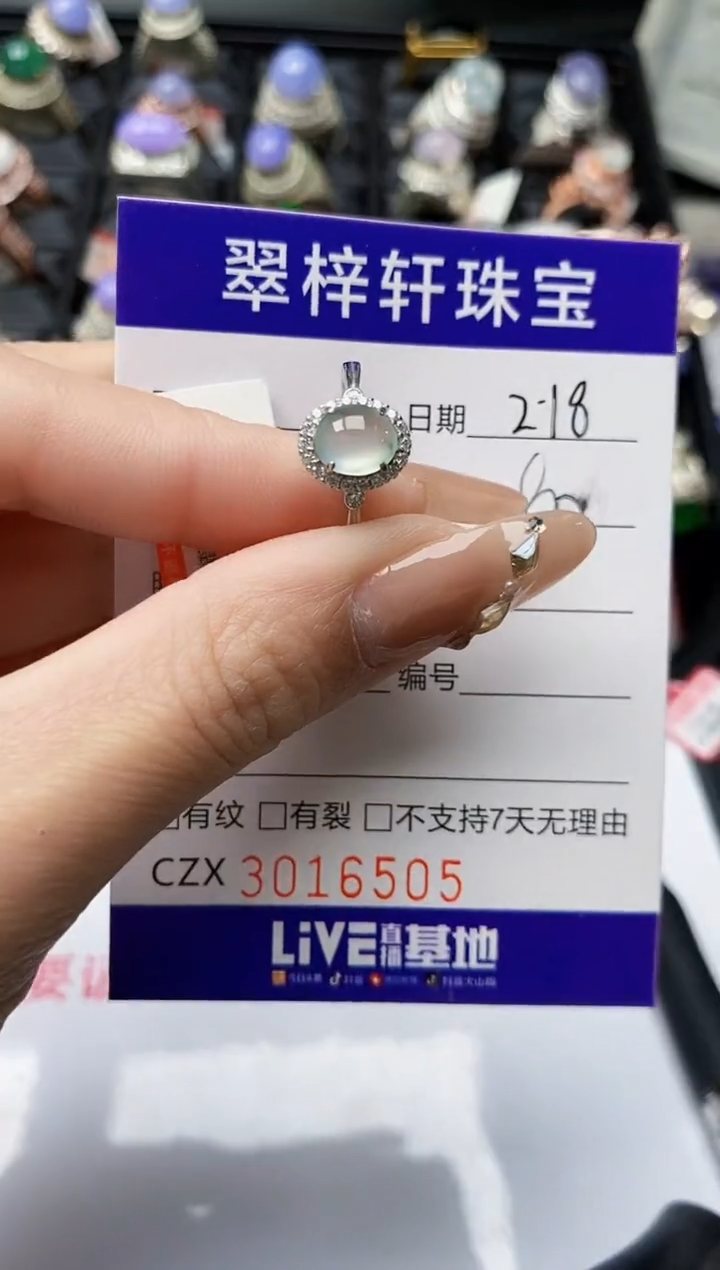 翠梓轩珠宝
日期 2-18
编号
□有纹 □有裂 □不支持7天无理由
CZX 3016505
LiVE直播基地